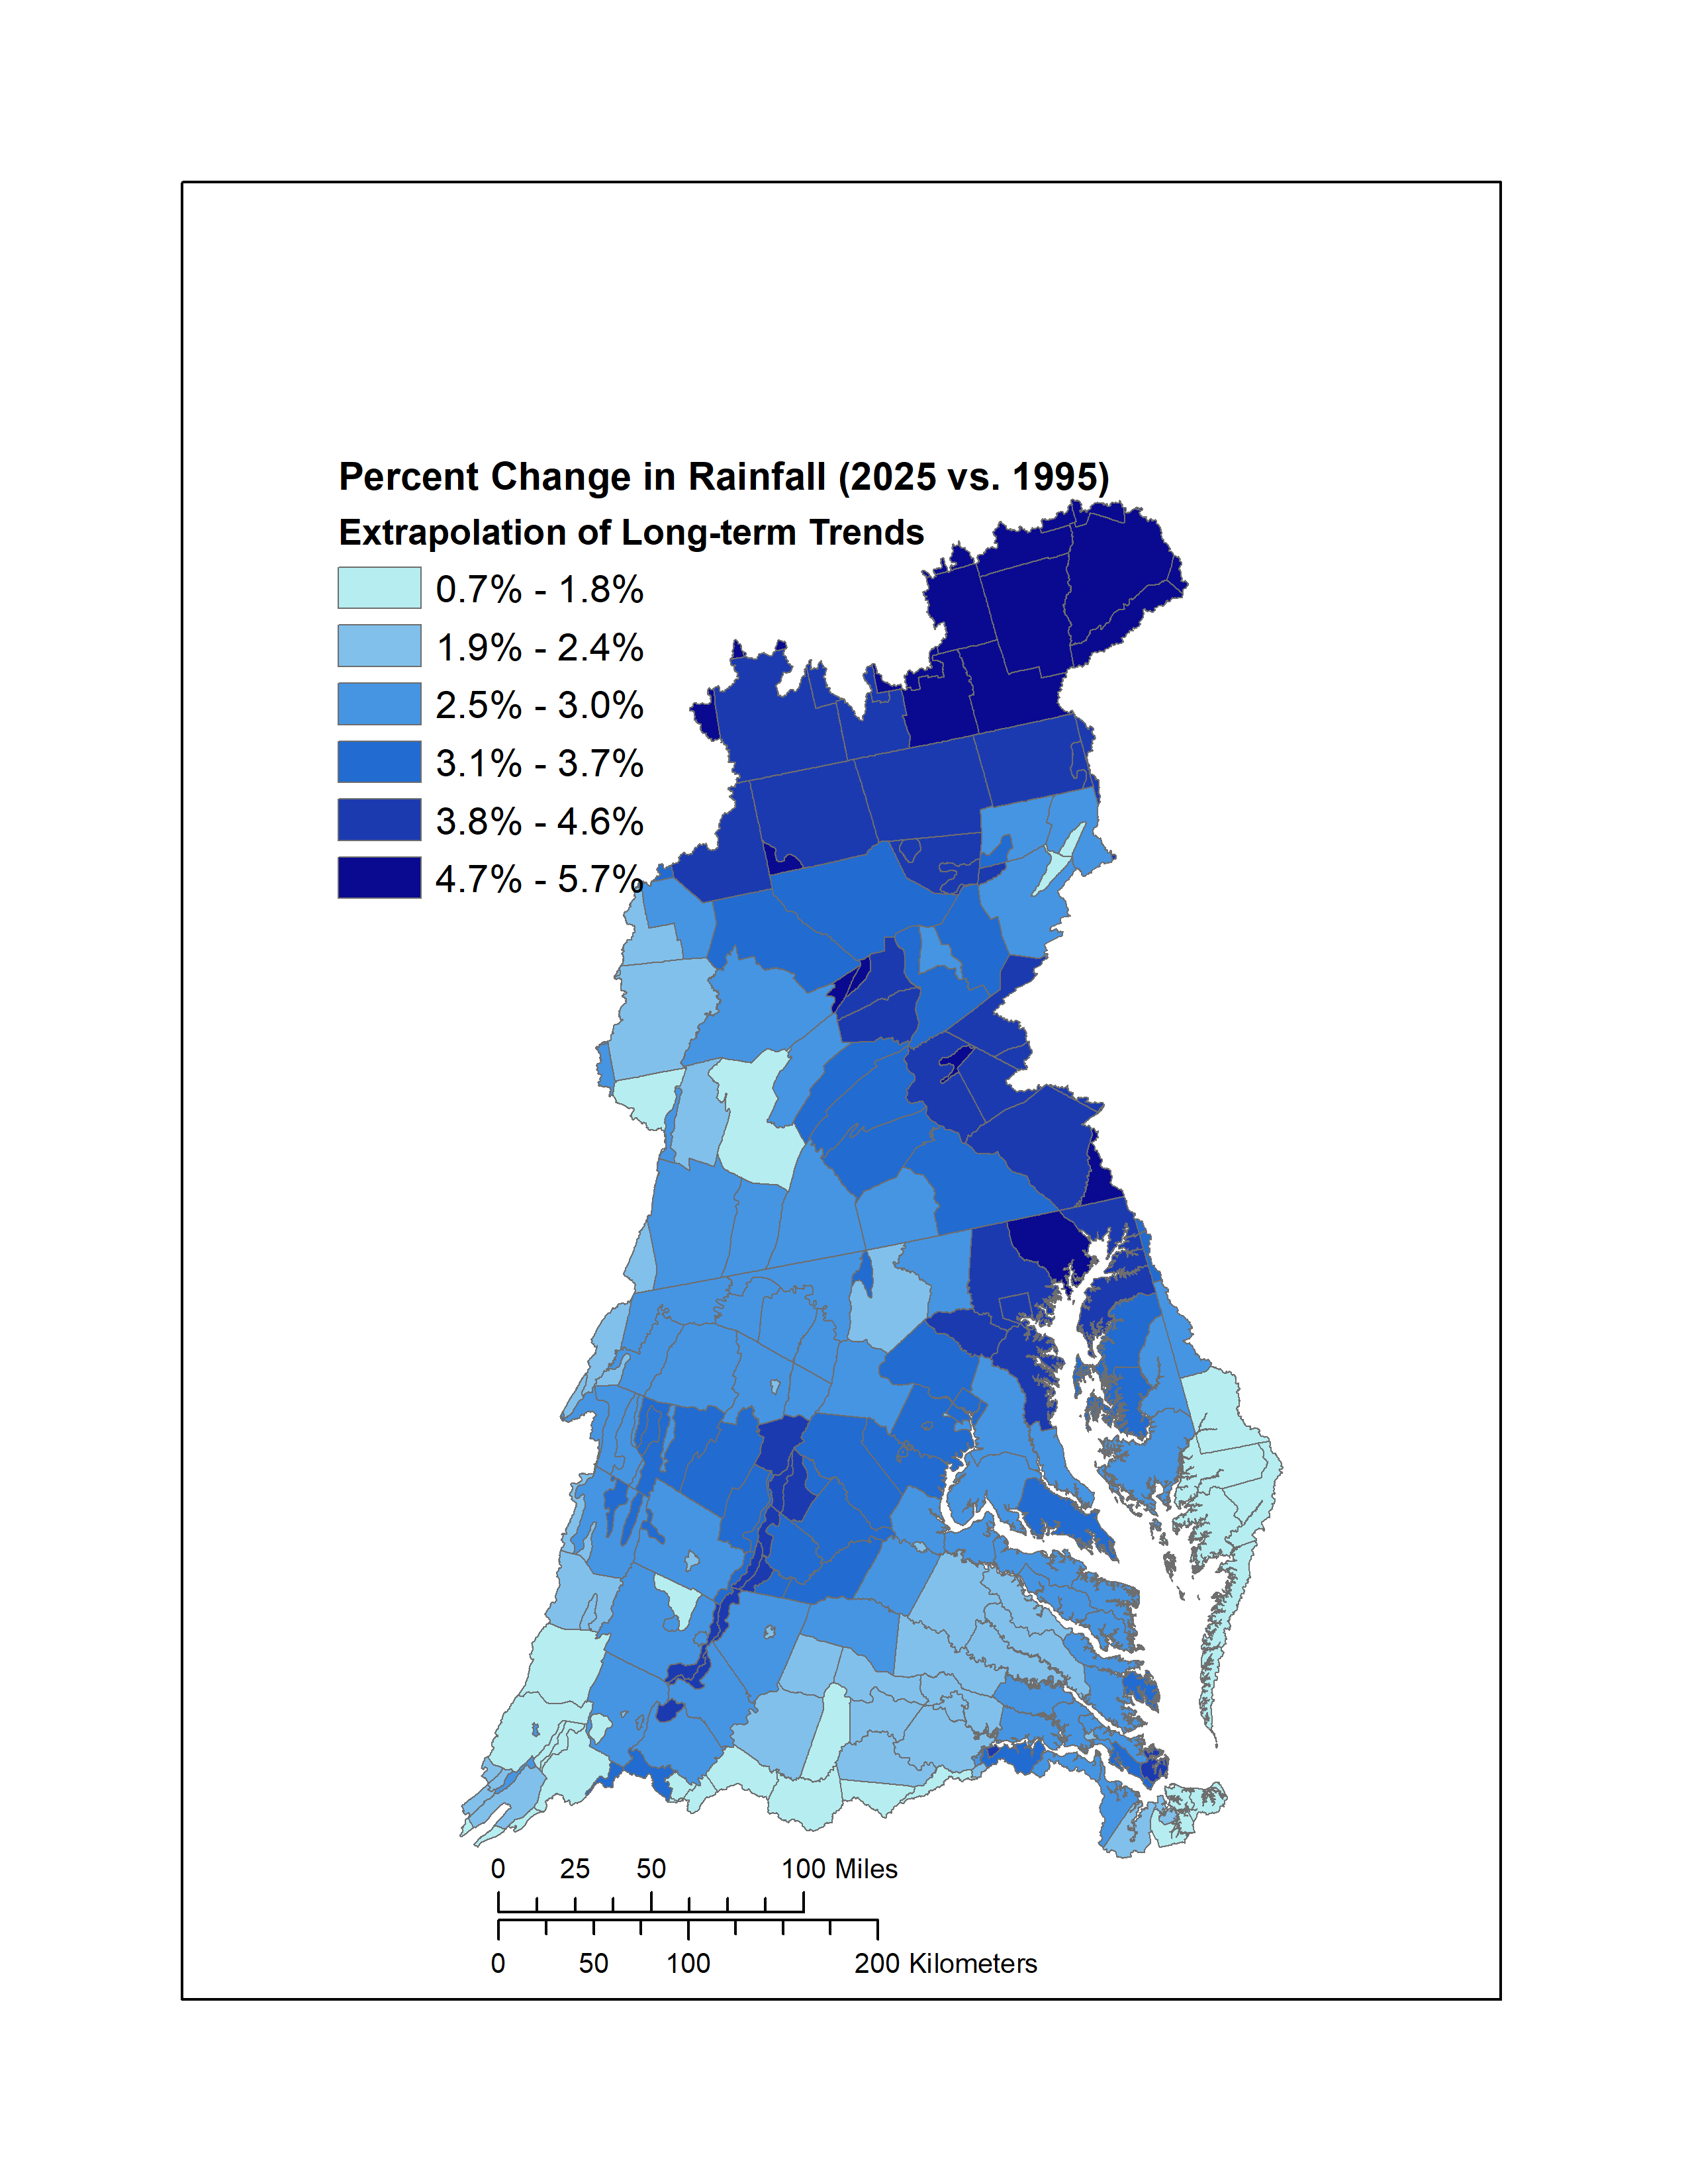 Percent Change in Rainfall (2025 vs. 1995)
Extrapolation of Long-term Trends
0.7% - 1.8%
1.9% - 2.4%
2.5% - 3.0%
3.1% - 3.7%
3.8% - 4.6%
4.7% - 5.7%
0 25 50 100 Miles
0 50 100 200 Kilometers